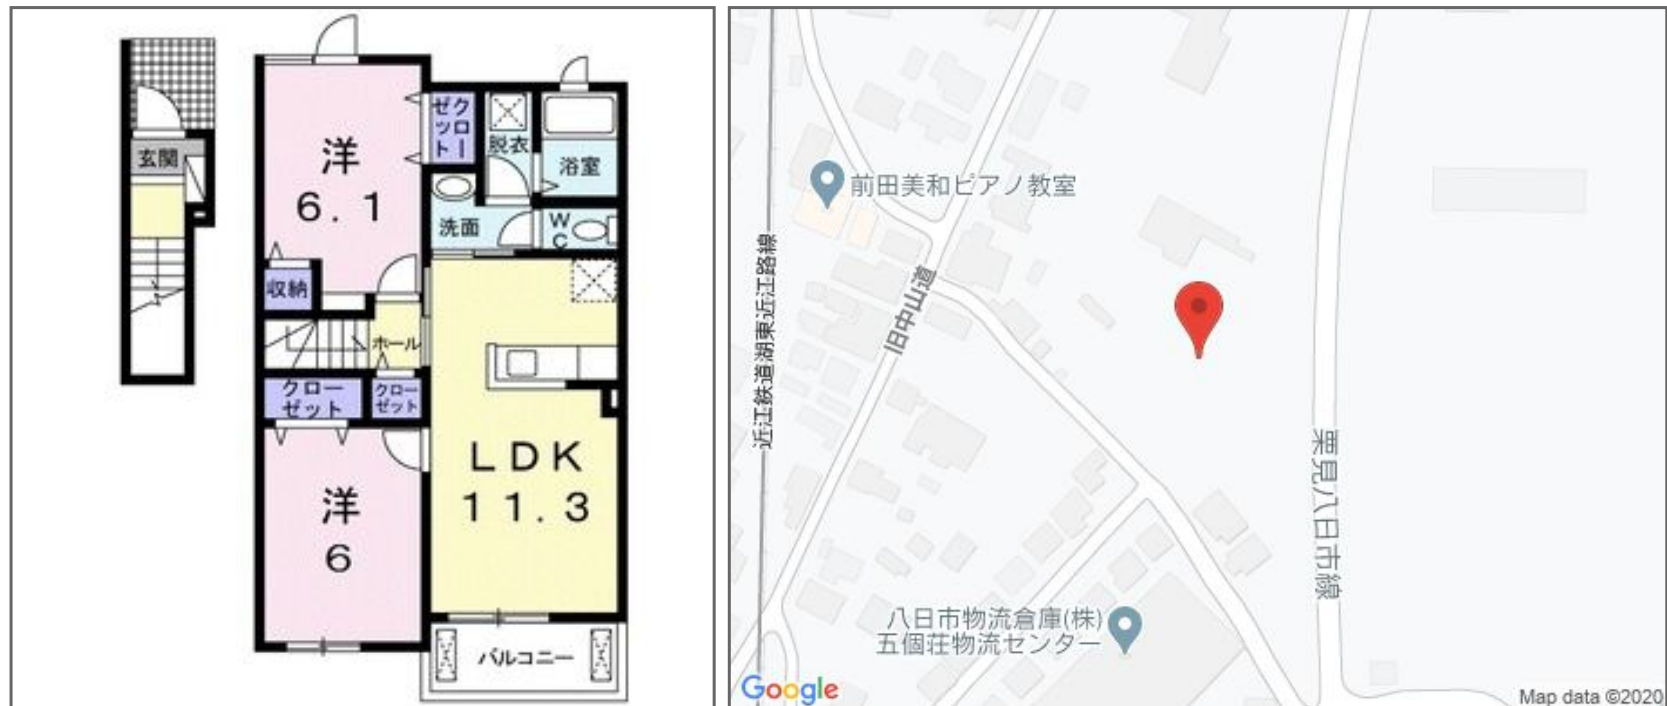 玄関
洋
6.1
クロー
ゼット
脱衣
浴室
洗面
W
C
収納
ホール
クロー
ゼット
クロー
ゼット
LDK
11.3
洋
6
バルコニー
前田美和ピアノ教室
近江鉄道湖東近江路線
旧中山道
栗見八日市線
八日市物流倉庫(株)
五個荘物流センター
Google
Map data ©2020